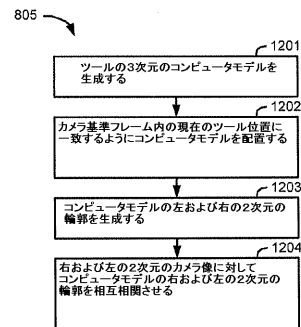 805
1201
ツールの3次元のコンピュータモデルを
生成する
1202
カメラ基準フレーム内の現在のツール位置に
一致するようにコンピュータモデルを配置する
1203
コンピュータモデルの左および右の2次元の
輪郭を生成する
1204
右および左の2次元のカメラ像に対して
コンピュータモデルの右および左の2次元の
輪郭を相互相関させる